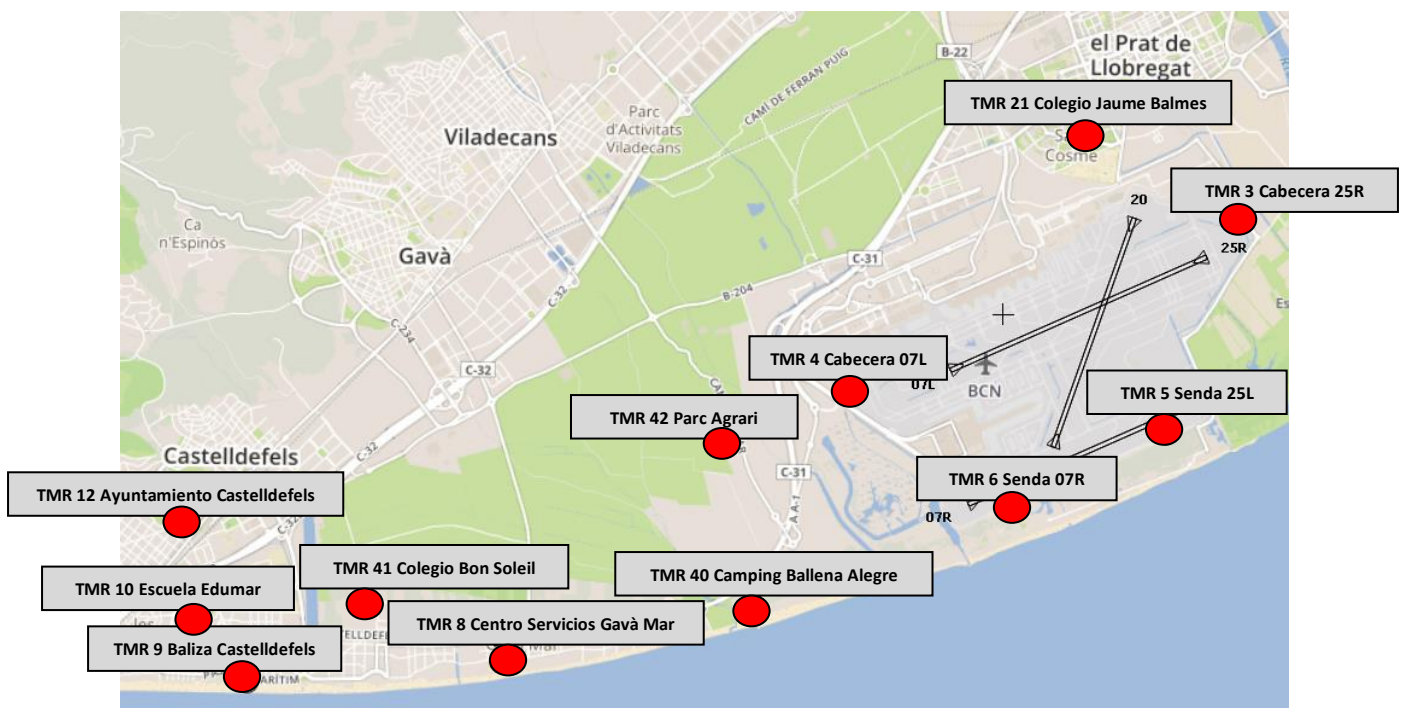 el Prat de
Llobregat
B-22
CAMÍ DE FERRAN PUIG
TMR 21 Colegio Jaume Balmes
Parc
d'Activitats
Viladecans
Viladecans
Cosme
TMR 3 Cabecera 25R
20
Ca
n'Espinós
25R
Gavà
C-31
B-204
C-32
C-234
TMR 4 Cabecera 07L
07L
C-32
BCN
TMR 5 Senda 25L
TMR 42 Parc Agrari
Castelldefels
C-32
C-31
TMR 6 Senda 07R
TMR 12 Ayuntamiento Castelldefels
A.A-1
07R
TMR 41 Colegio Bon Soleil
TMR 40 Camping Ballena Alegre
TMR 10 Escuela Edumar
TMR 8 Centro Servicios Gavà Mar
TMR 9 Baliza Castelldefels